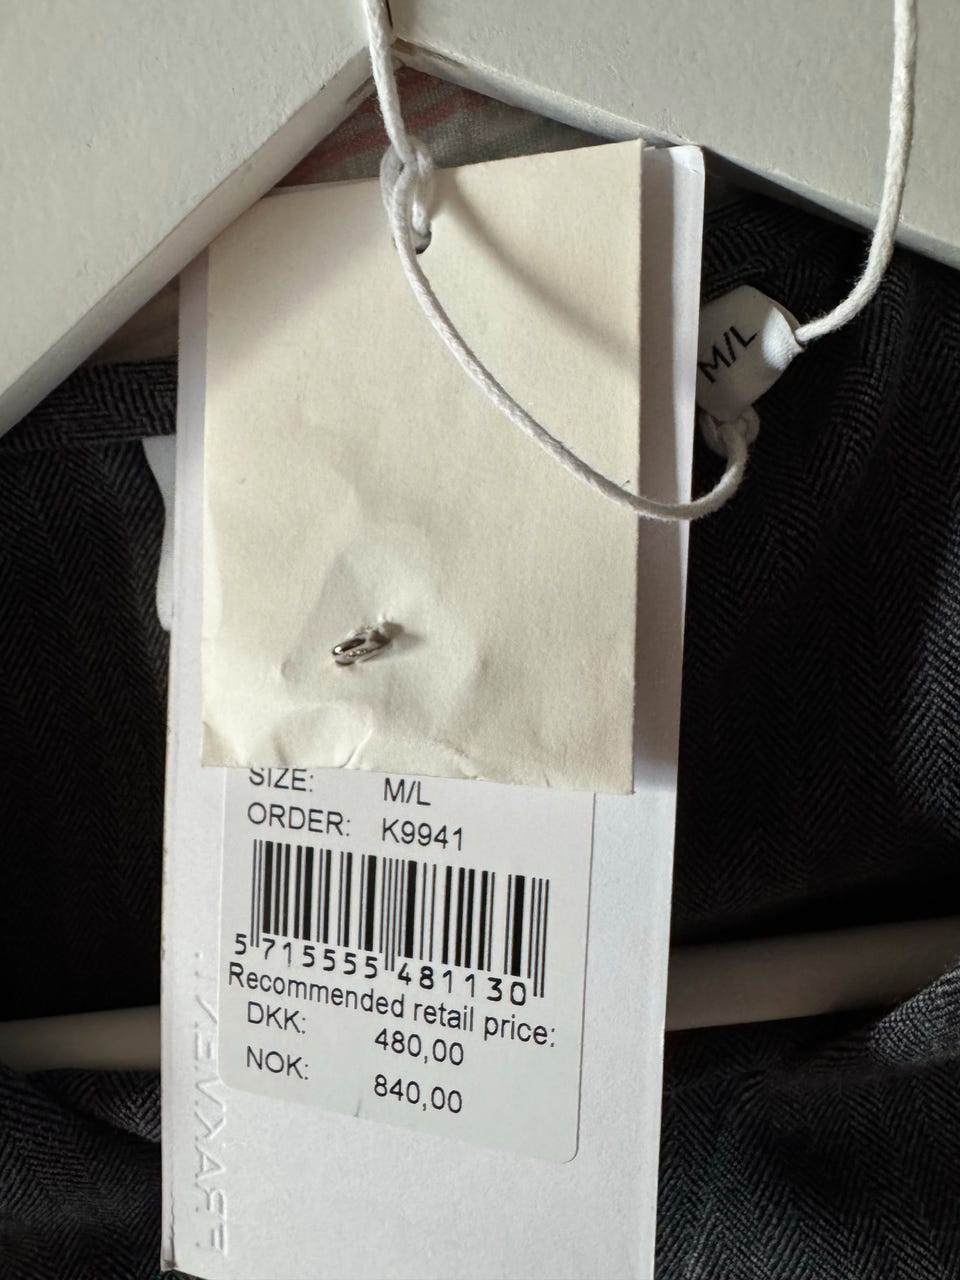 M/L
SIZE: M/L
ORDER: K9941
5 715555 481130
Recommended retail price:
DKK: 480,00
NOK: 840,00